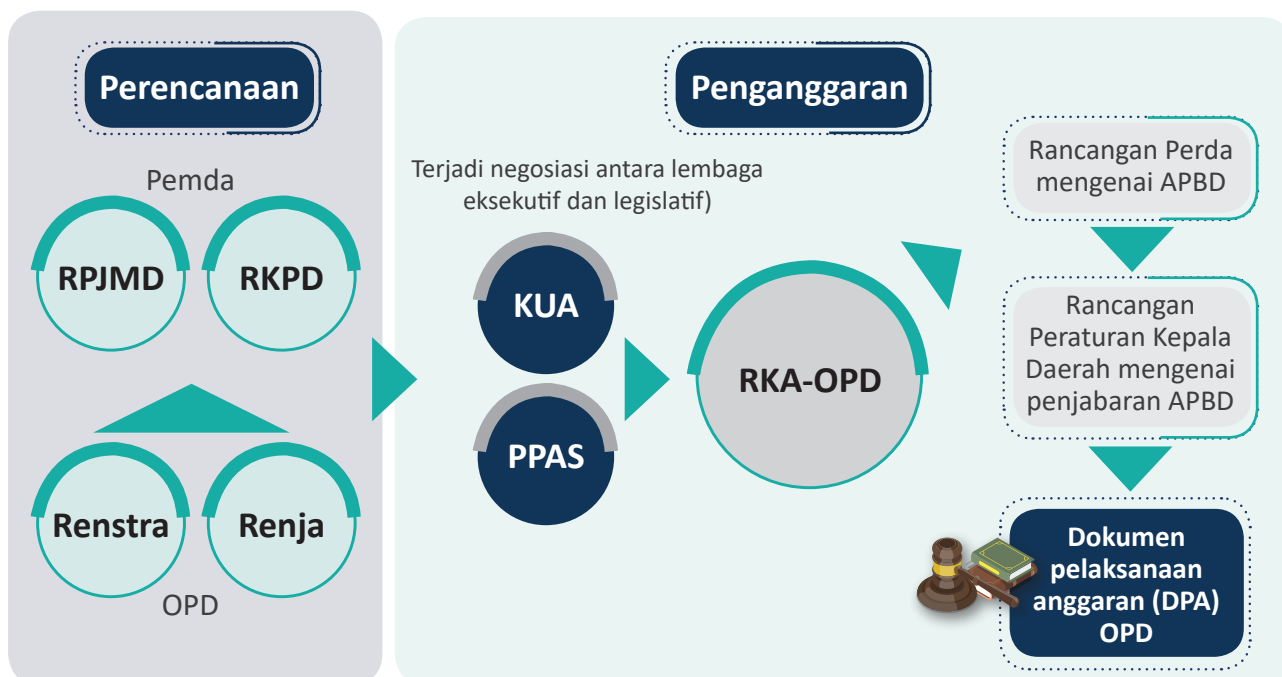 Perencanaan
Pemda
RPJMD
RKPD
Renstra
Renja
OPD
Penganggaran
Terjadi negosiasi antara lembaga
eksekutif dan legislatif)
KUA
PPAS
RKA-OPD
Rancangan Perda
mengenai APBD
Rancangan
Peraturan Kepala
Daerah mengenai
penjabaran APBD
Dokumen
pelaksanaan
anggaran (DPA)
OPD